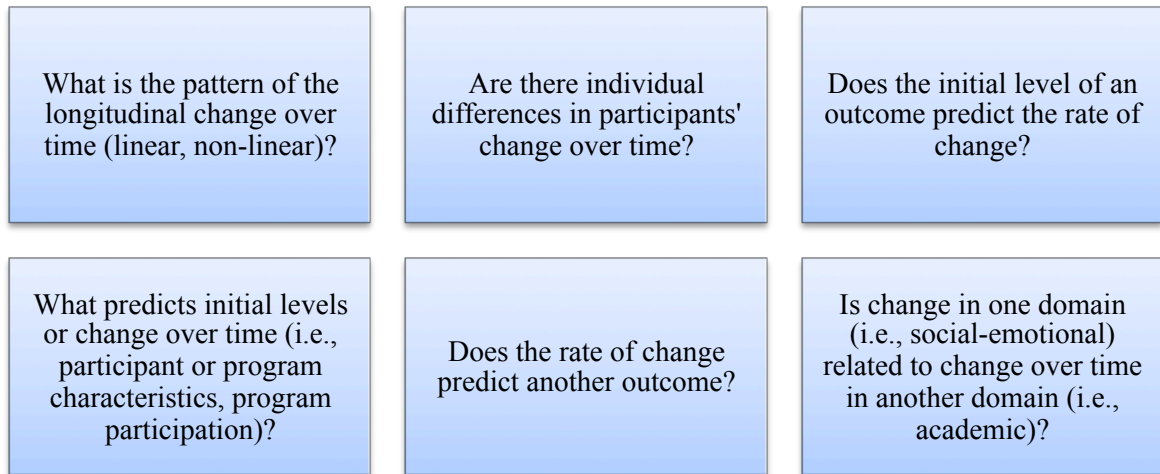 What is the pattern of the
longitudinal change over
time (linear, non-linear)?
Are there individual
differences in participants'
change over time?
Does the initial level of an
outcome predict the rate of
change?
What predicts initial levels
or change over time (i.e.,
participant or program
characteristics, program
participation)?
Does the rate of change
predict another outcome?
Is change in one domain
(i.e., social-emotional)
related to change over time
in another domain (i.e.,
academic)?